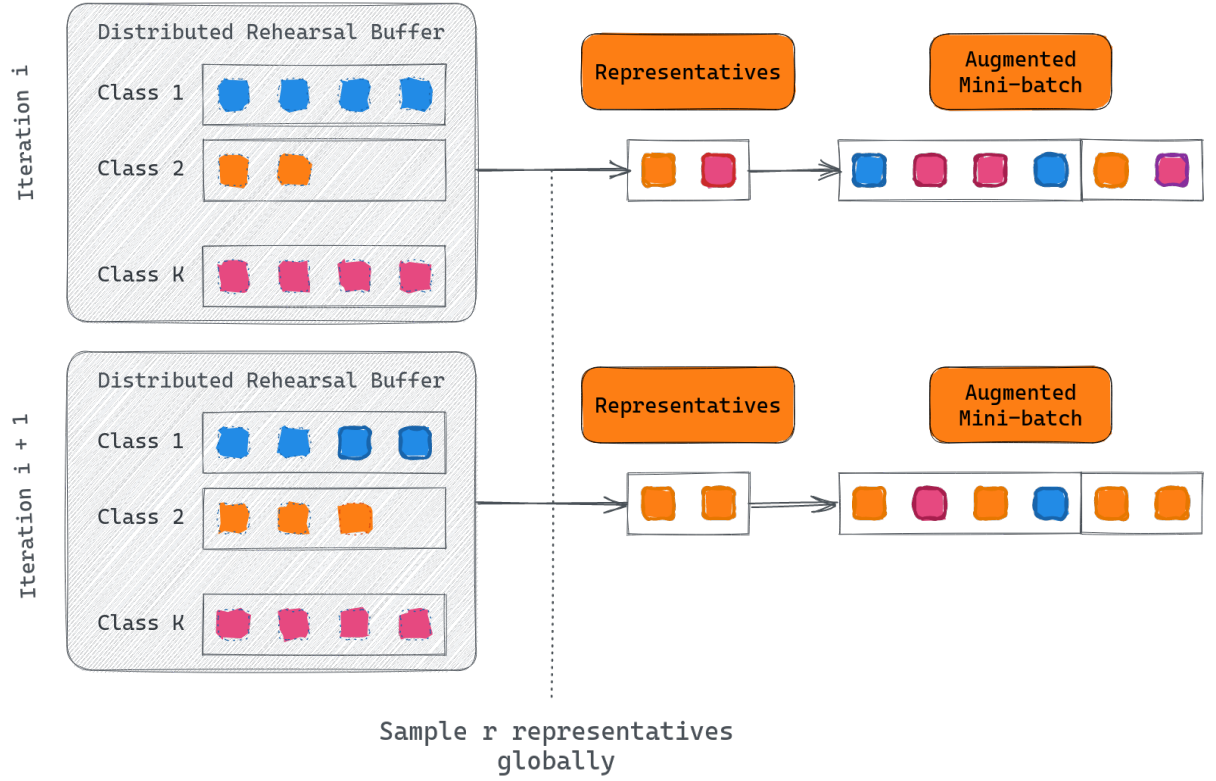 Iteration i
Distributed Rehearsal Buffer
Class 1
Class 2
Class K
Representatives
Augmented
Mini-batch
Iteration i + 1
Distributed Rehearsal Buffer
Class 1
Class 2
Class K
Representatives
Augmented
Mini-batch
Sample r representatives
globally